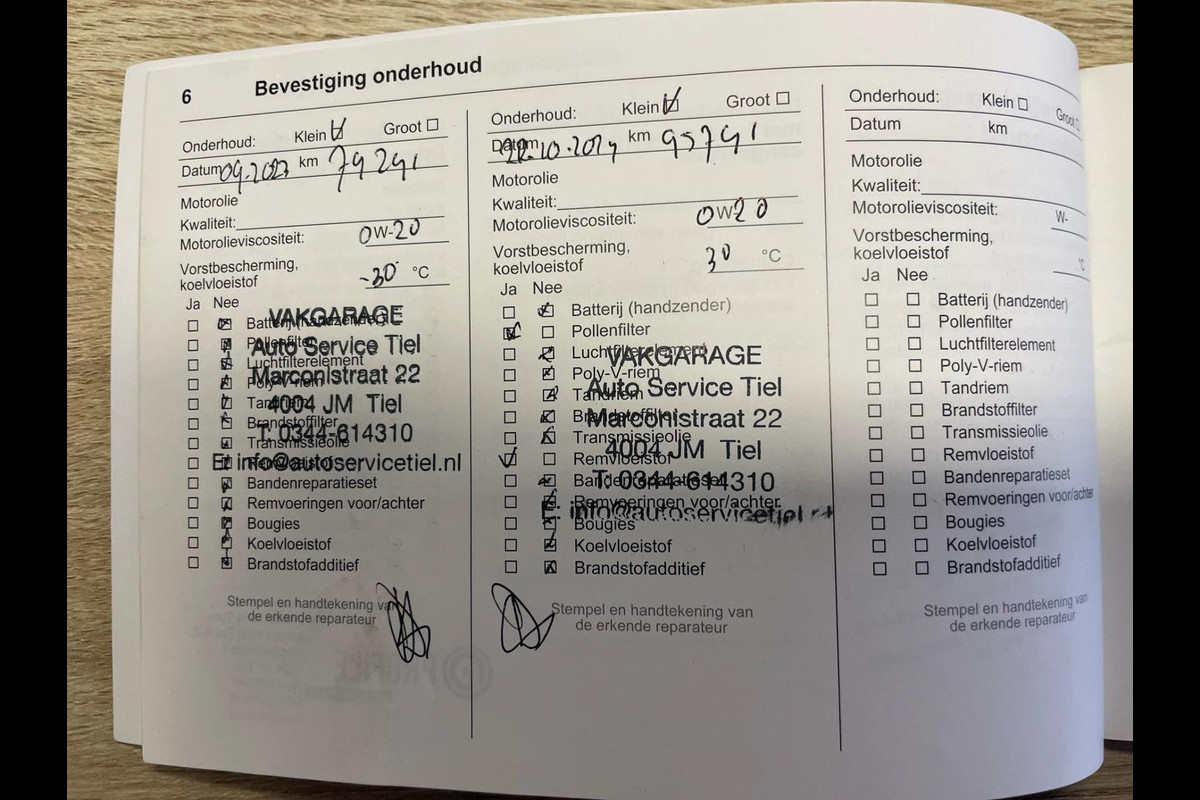 6 Bevestiging onderhoud
Onderhoud: Klein Groot
Datum 09-2023 km 79291
Motorolie
Kwaliteit:
Motorolieviscositeit: 0W-20
Vorstbescherming,
koelvloeistof -30 °C
Ja Nee
Batterij (handzender)
Pollenfilter
Luchtfilterelement
Poly-V-riem
Tandriem
Brandstoffilter
Transmissieolie
Remvloeistof
Bandenreparatieset
Remvoeringen voor/achter
Bougies
Koelvloeistof
Brandstofadditief
VAKGARAGE
Auto Service Tiel
Marconistraat 22
4004 JM Tiel
T: 0344-614310
E: info@autoservicetiel.nl
Stempel en handtekening van
de erkende reparateur
Onderhoud: Klein Groot
Datum 22-10-2024 km 95791
Motorolie
Kwaliteit:
Motorolieviscositeit: 0W20
Vorstbescherming,
koelvloeistof 30 °C
Ja Nee
Batterij (handzender)
Pollenfilter
Luchtfilterelement
Poly-V-riem
Tandriem
Brandstoffilter
Transmissieolie
Remvloeistof
Bandenreparatieset
Remvoeringen voor/achter
Bougies
Koelvloeistof
Brandstofadditief
VAKGARAGE
Auto Service Tiel
Marconistraat 22
4004 JM Tiel
T: 0344-614310
E: info@autoservicetiel.nl
Stempel en handtekening van
de erkende reparateur
Onderhoud: Klein Groot
Datum km
Motorolie
Kwaliteit:
Motorolieviscositeit: W-
Vorstbescherming,
koelvloeistof °C
Ja Nee
Batterij (handzender)
Pollenfilter
Luchtfilterelement
Poly-V-riem
Tandriem
Brandstoffilter
Transmissieolie
Remvloeistof
Bandenreparatieset
Remvoeringen voor/achter
Bougies
Koelvloeistof
Brandstofadditief
Stempel en handtekening van
de erkende reparateur